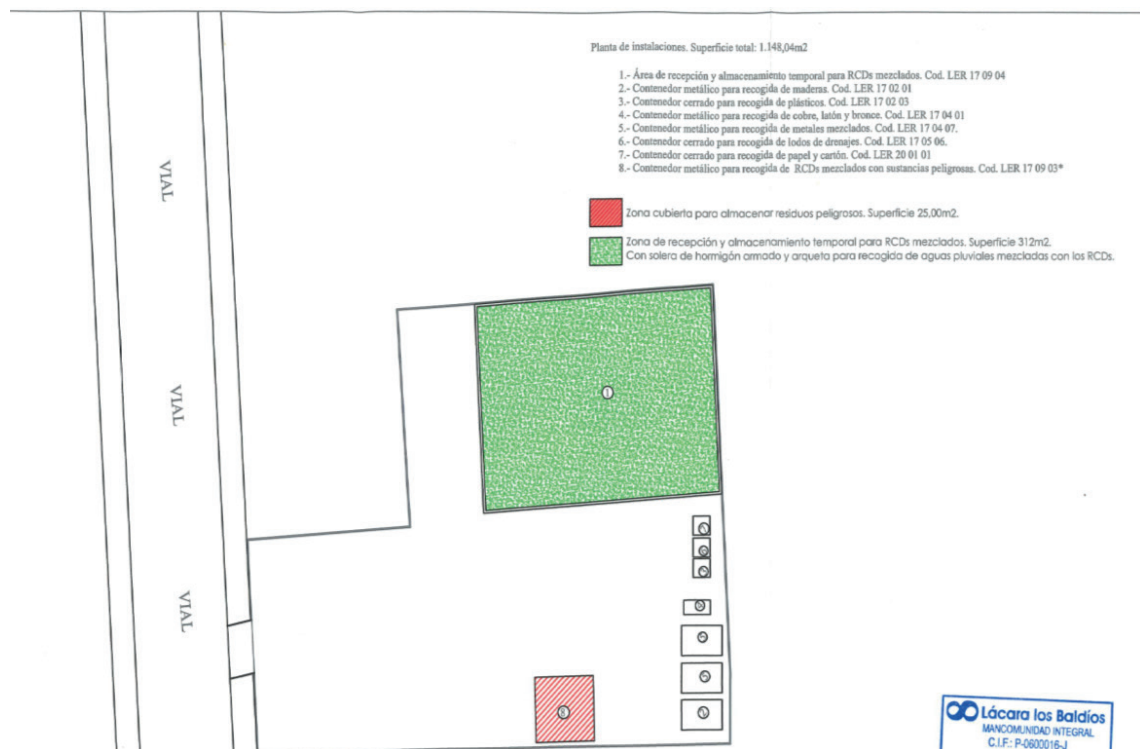 Planta de instalaciones. Superficie total: 1.148,04m2
1.- Área de recepción y almacenamiento temporal para RCDs mezclados. Cod. LER 17 09 04
2.- Contenedor metálico para recogida de maderas. Cod. LER 17 02 01
3.- Contenedor cerrado para recogida de plásticos. Cod. LER 17 02 03
4.- Contenedor metálico para recogida de cobre, latón y bronce. Cod. LER 17 04 01
5.- Contenedor metálico para recogida de metales mezclados. Cod. LER 17 04 07.
6.- Contenedor cerrado para recogida de lodos de drenajes. Cod. LER 17 05 06.
7.- Contenedor cerrado para recogida de papel y cartón. Cod. LER 20 01 01
8.- Contenedor metálico para recogida de RCDs mezclados con sustancias peligrosas. Cod. LER 17 09 03*
Zona cubierta para almacenar residuos peligrosos. Superficie 25,00m2.
Zona de recepción y almacenamiento temporal para RCDs mezclados. Superficie 312m2.
Con solera de hormigón armado y arqueta para recogida de aguas pluviales mezcladas con los RCDs.
VIAL
VIAL
VIAL
1
8
Lácara los Baldíos
MANCOMUNIDAD INTEGRAL
C.I.F.: P-0600016-J